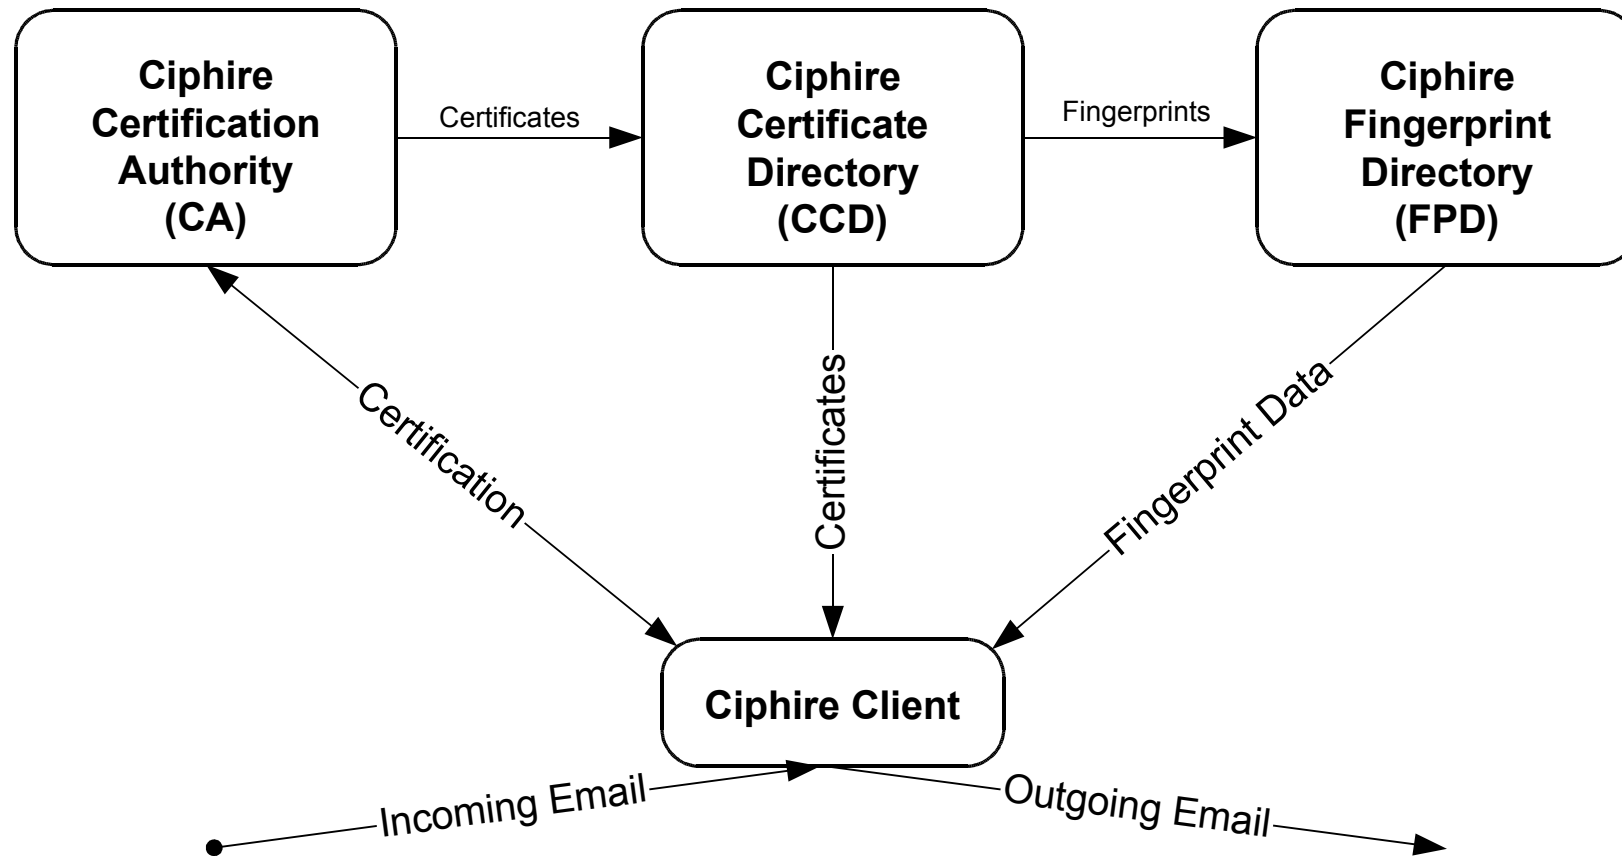 Ciphire
Certification
Authority
(CA)
Certificates
Ciphire
Certificate
Directory
(CCD)
Fingerprints
Ciphire
Fingerprint
Directory
(FPD)
Certification
Certificates
Fingerprint Data
Ciphire Client
Incoming Email
Outgoing Email